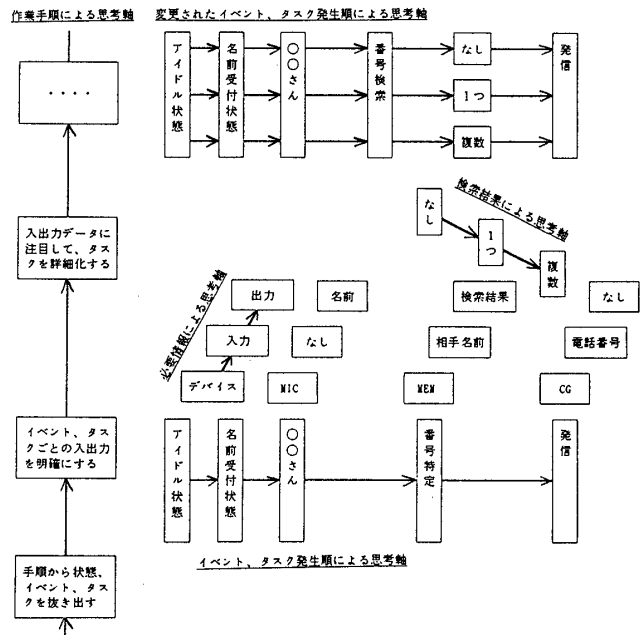 作業手順による思考軸
変更されたイベント、タスク発生順による思考軸
・・・・
アイドル状態
名前受付状態
〇〇さん
番号検索
なし
1つ
複数
発信
入出力データに
注目して、タス
クを詳細化する
検索結果による思考軸
なし
1つ
複数
必要情報による思考軸
出力
名前
検索結果
なし
入力
なし
相手名前
電話番号
デバイス
MIC
MEM
CG
イベント、タス
クごとの入出力
を明確にする
アイドル状態
名前受付状態
〇〇さん
番号特定
発信
手順から状態、
イベント、タス
クを抜き出す
イベント、タスク発生順による思考軸